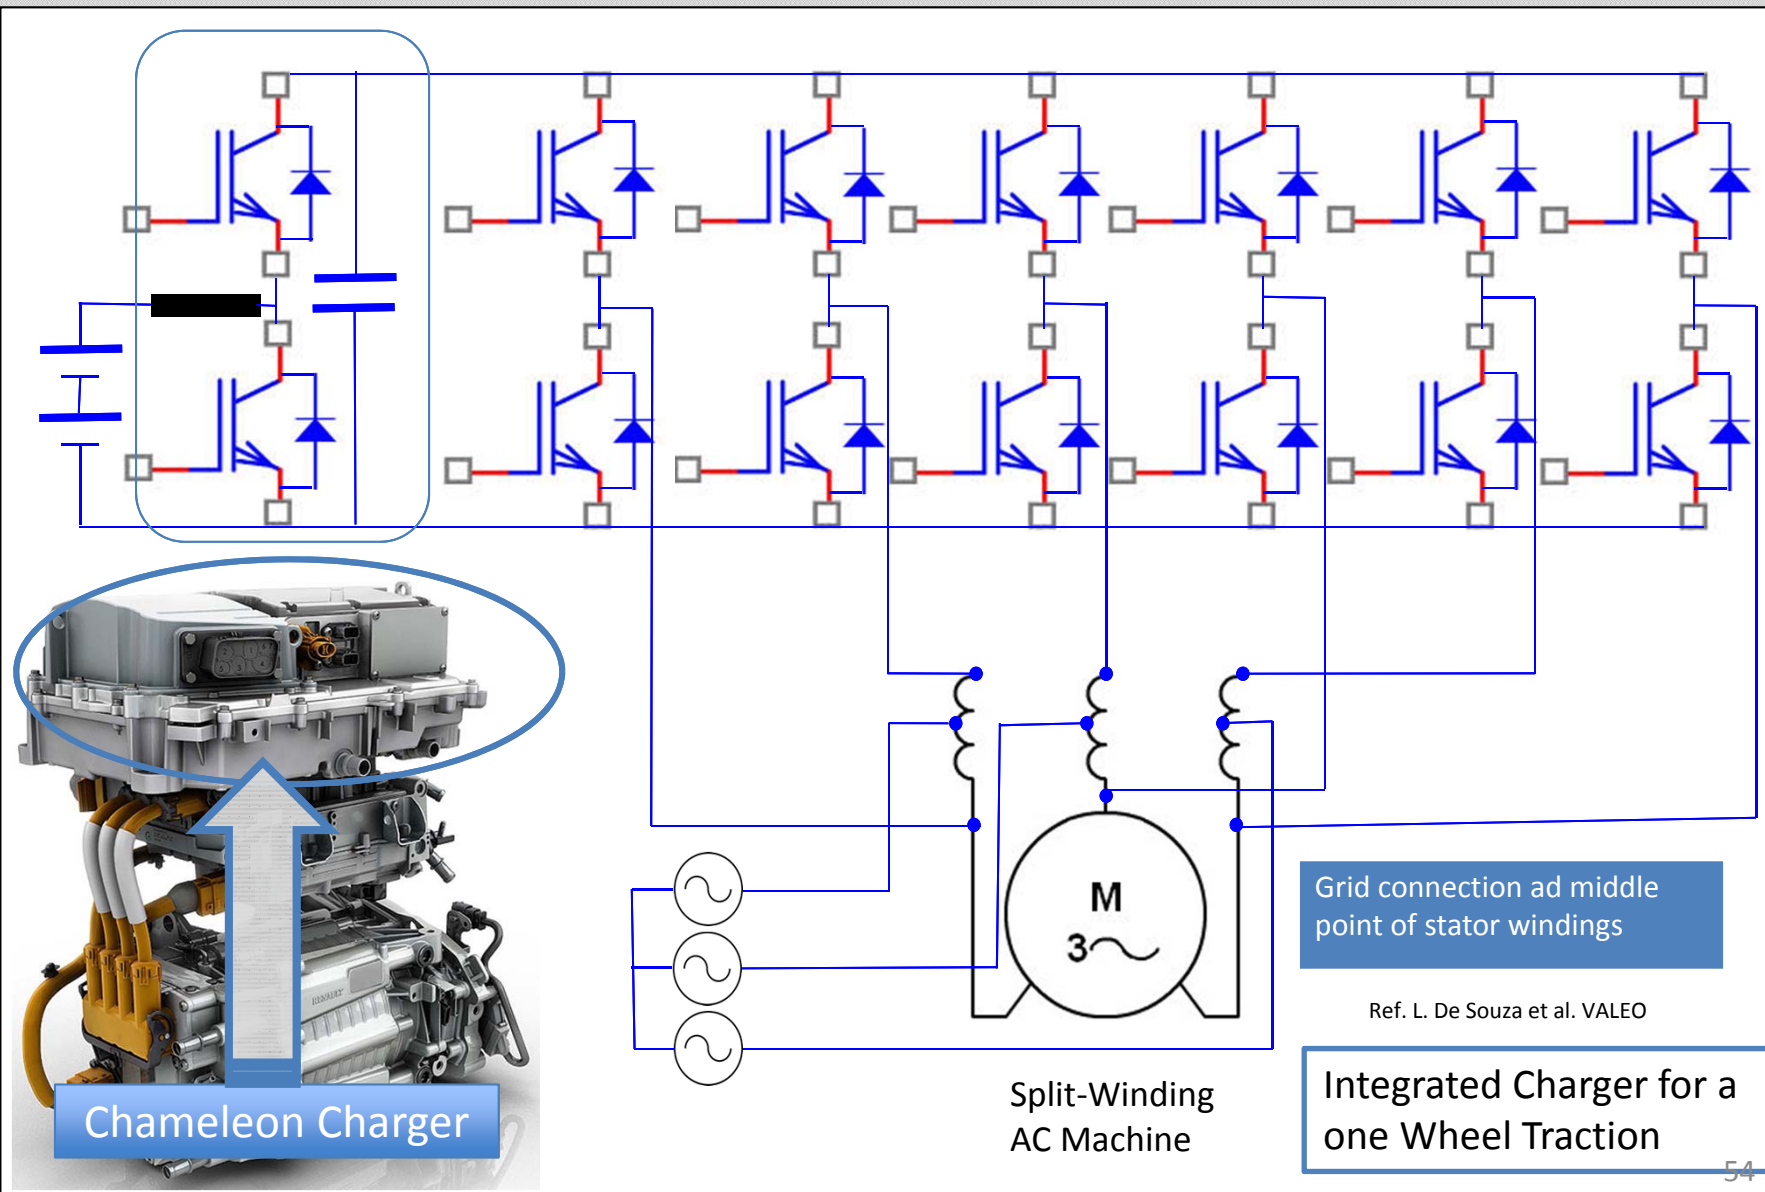 M
3
Grid connection ad middle
point of stator windings
Ref. L. De Souza et al. VALEO
RENAULT
Chameleon Charger
Split-Winding
AC Machine
Integrated Charger for a
one Wheel Traction
54